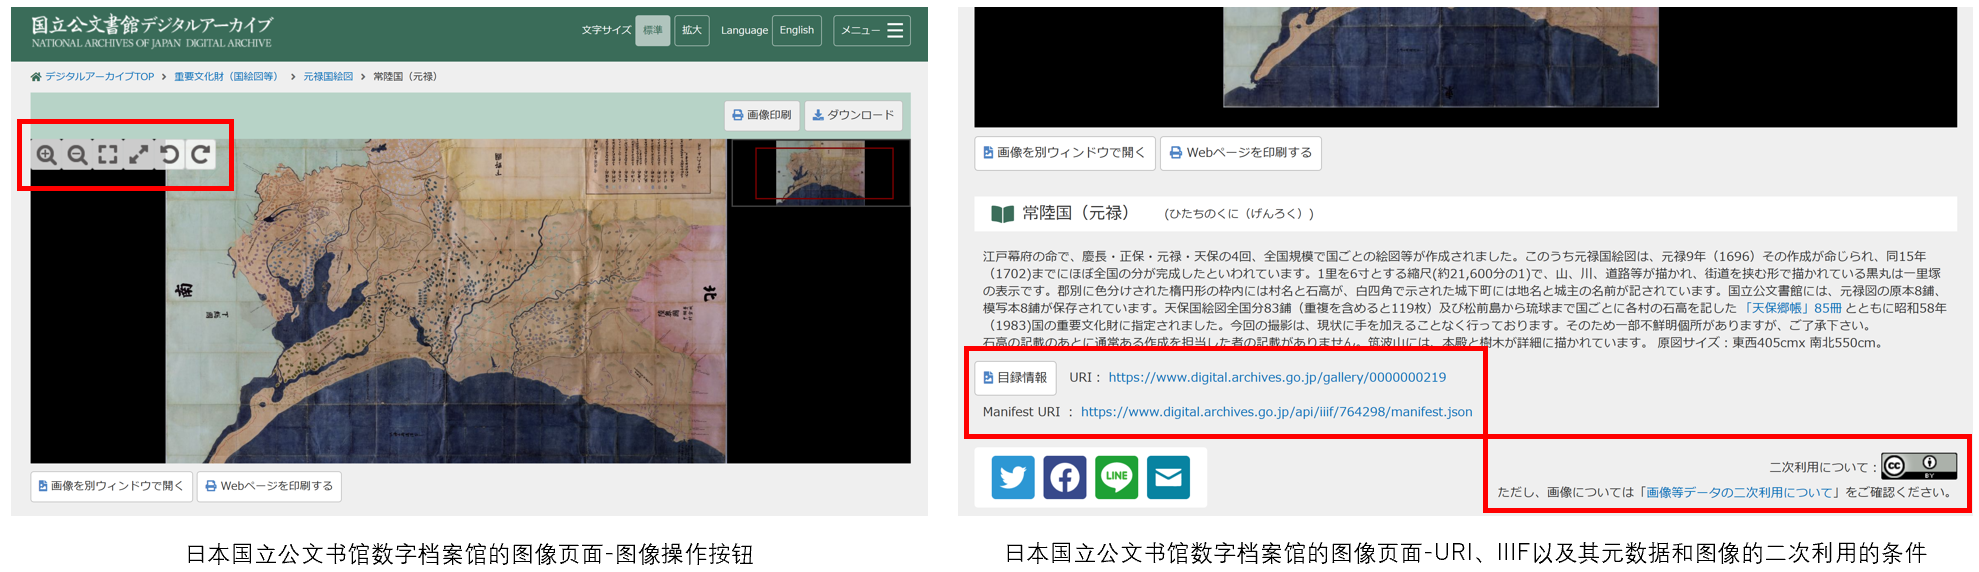 国立公文書館デジタルアーカイブ
NATIONAL ARCHIVES OF JAPAN DIGITAL ARCHIVE
文字サイズ 標準 拡大 Language English メニュー
デジタルアーカイブTOP > 重要文化財（国絵図等） > 元禄国絵図 > 常陸国（元禄）
画像印刷 ダウンロード
南
北
下総国
下野国
画像を別ウィンドウで開く Webページを印刷する
日本国立公文书馆数字档案馆的图像页面-图像操作按钮
画像を別ウィンドウで開く Webページを印刷する
常陸国（元禄） （ひたちのくに（げんろく））
江戸幕府の命で、慶長・正保・元禄・天保の4回、全国規模で国ごとの絵図等が作成されました。このうち元禄国絵図は、元禄9年（1696）その作成が命じられ、同15年
（1702)までにほぼ全国の分が完成したといわれています。1里を6寸とする縮尺(約21,600分の1)で、山、川、道路等が描かれ、街道を挟む形で描かれている黒丸は一里塚
の表示です。郡別に色分けされた楕円形の枠内には村名と石高が、白四角で示された城下町には地名と城主の名前が記されています。国立公文書館には、元禄図の原本8鋪、
模写本8鋪が保存されています。天保国絵図全国分83鋪（重複を含めると119枚）及び松前島から琉球まで国ごとに各村の石高を記した「天保郷帳」85冊 とともに昭和58年
（1983)国の重要文化財に指定されました。今回の撮影は、現状に手を加えることなく行っております。そのため一部不鮮明個所がありますが、ご了承下さい。
石高の記載のあとに通常ある作成を担当した者の記載がありません。筑波山には、本殿と樹木が詳細に描かれています。 原図サイズ：東西405cmx 南北550cm。
目録情報 URI： https://www.digital.archives.go.jp/gallery/0000000219
Manifest URI ： https://www.digital.archives.go.jp/api/iiif/764298/manifest.json
LINE
二次利用について：CC BY
ただし、画像については「画像等データの二次利用について」をご確認ください。
日本国立公文书馆数字档案馆的图像页面-URI、IIIF以及其元数据和图像的二次利用的条件